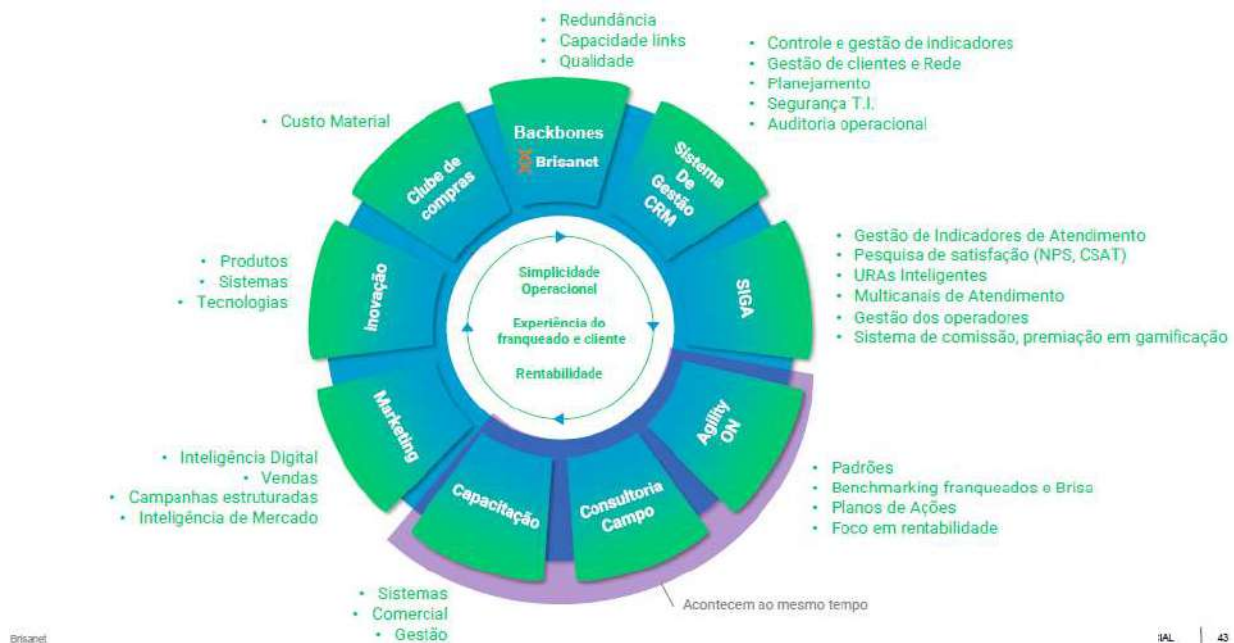 • Redundância
• Capacidade links
• Qualidade
• Controle e gestão de indicadores
• Gestão de clientes e Rede
• Planejamento
• Segurança T.I.
• Auditoria operacional
• Custo Material
Backbones
Brisanet
Sistema
De
Gestão
CRM
Clube de
compras
• Gestão de Indicadores de Atendimento
• Pesquisa de satisfação (NPS, CSAT)
• URAs Inteligentes
• Multicanais de Atendimento
• Gestão dos operadores
• Sistema de comissão, premiação em gamificação
SIGA
• Produtos
• Sistemas
• Tecnologias
Inovação
Simplicidade
Operacional
Experiência do
franqueado e cliente
Rentabilidade
Marketing
Agility
ON
• Inteligência Digital
• Vendas
• Campanhas estruturadas
• Inteligência de Mercado
Capacitação
Consultoria
Campo
• Padrões
• Benchmarking franqueados e Brisa
• Planos de Ações
• Foco em rentabilidade
• Sistemas
• Comercial
• Gestão
Acontecem ao mesmo tempo
Brisanet
IAL | 43